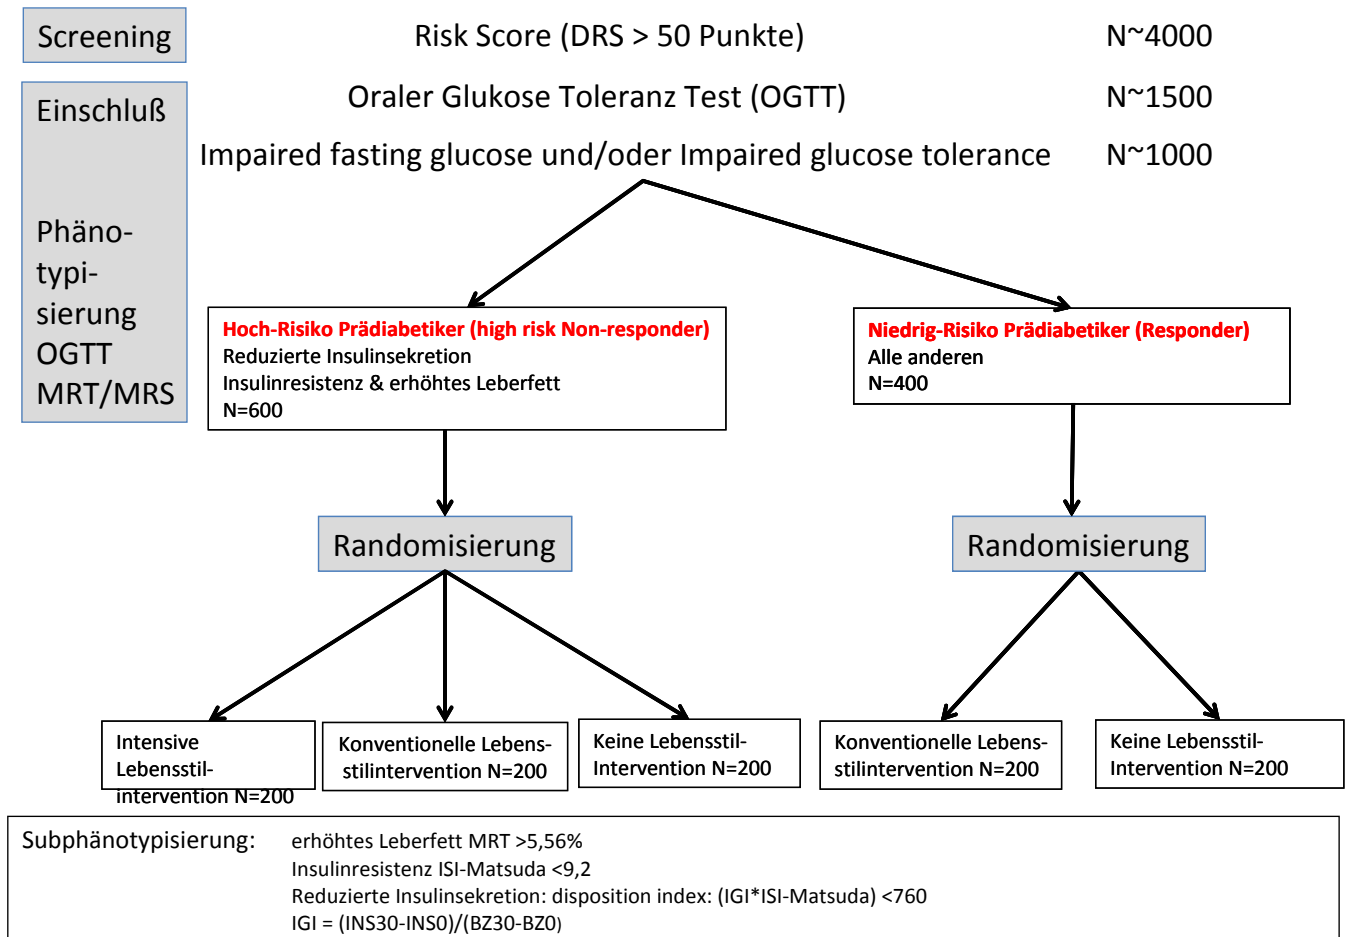 Screening
Risk Score (DRS > 50 Punkte)
N~4000
Einschluß
Oraler Glukose Toleranz Test (OGTT)
N~1500
Impaired fasting glucose und/oder Impaired glucose tolerance
N~1000
Phäno-
typi-
sierung
OGTT
MRT/MRS
Hoch-Risiko Prädiabetiker (high risk Non-responder)
Reduzierte Insulinsekretion
Insulinresistenz & erhöhtes Leberfett
N=600
Niedrig-Risiko Prädiabetiker (Responder)
Alle anderen
N=400
Randomisierung
Randomisierung
Intensive
Lebensstil-
intervention N=200
Konventionelle Lebens-
stilintervention N=200
Keine Lebensstil-
Intervention N=200
Konventionelle Lebens-
stilintervention N=200
Keine Lebensstil-
Intervention N=200
Subphänotypisierung:
erhöhtes Leberfett MRT >5,56%
Insulinresistenz ISI-Matsuda <9,2
Reduzierte Insulinsekretion: disposition index: (IGI*ISI-Matsuda) <760
IGI = (INS30-INS0)/(BZ30-BZ0)